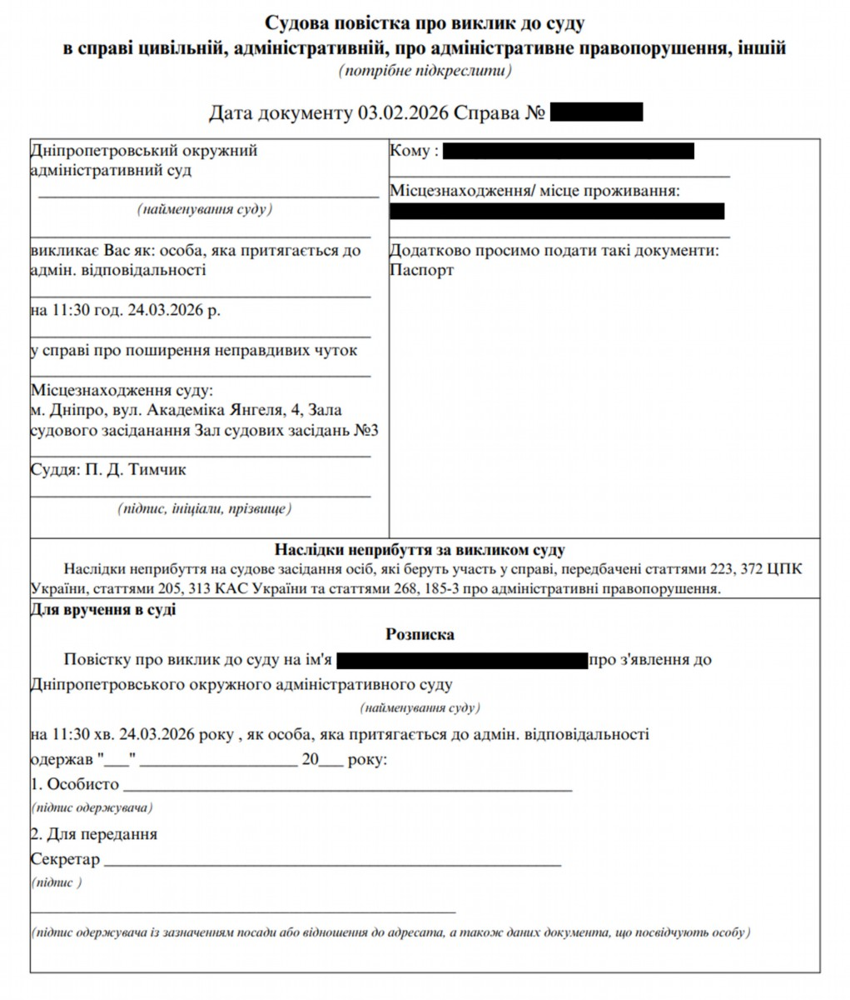 Судова повістка про виклик до суду
в справі цивільній, адміністративній, про адміністративне правопорушення, іншій
(потрібне підкреслити)
Дата документу 03.02.2026 Справа №
Дніпропетровський окружний
адміністративний суд
(найменування суду)
викликає Вас як: особа, яка притягається до
адмін. відповідальності
на 11:30 год. 24.03.2026 р.
у справі про поширення неправдивих чуток
Місцезнаходження суду:
м. Дніпро, вул. Академіка Янгеля, 4, Зала
судового засіданання Зал судових засідань №3
Суддя: П. Д. Тимчик
(підпис, ініціали, прізвище)
Кому :
Місцезнаходження/ місце проживання:
Додатково просимо подати такі документи:
Паспорт
Наслідки неприбуття за викликом суду
Наслідки неприбуття на судове засідання осіб, які беруть участь у справі, передбачені статтями 223, 372 ЦПК
України, статтями 205, 313 КАС України та статтями 268, 185-3 про адміністративні правопорушення.
Для вручення в суді
Розписка
Повістку про виклик до суду на ім'я про з'явлення до
Дніпропетровського окружного адміністративного суду
(найменування суду)
на 11:30 хв. 24.03.2026 року , як особа, яка притягається до адмін. відповідальності
одержав "___" __________________ 20___ року:
1. Особисто ___________________________________________________
(підпис одержувача)
2. Для передання
Секретар ____________________________________________________
(підпис )
(підпис одержувача із зазначенням посади або відношення до адресата, а також даних документа, що посвідчують особу)